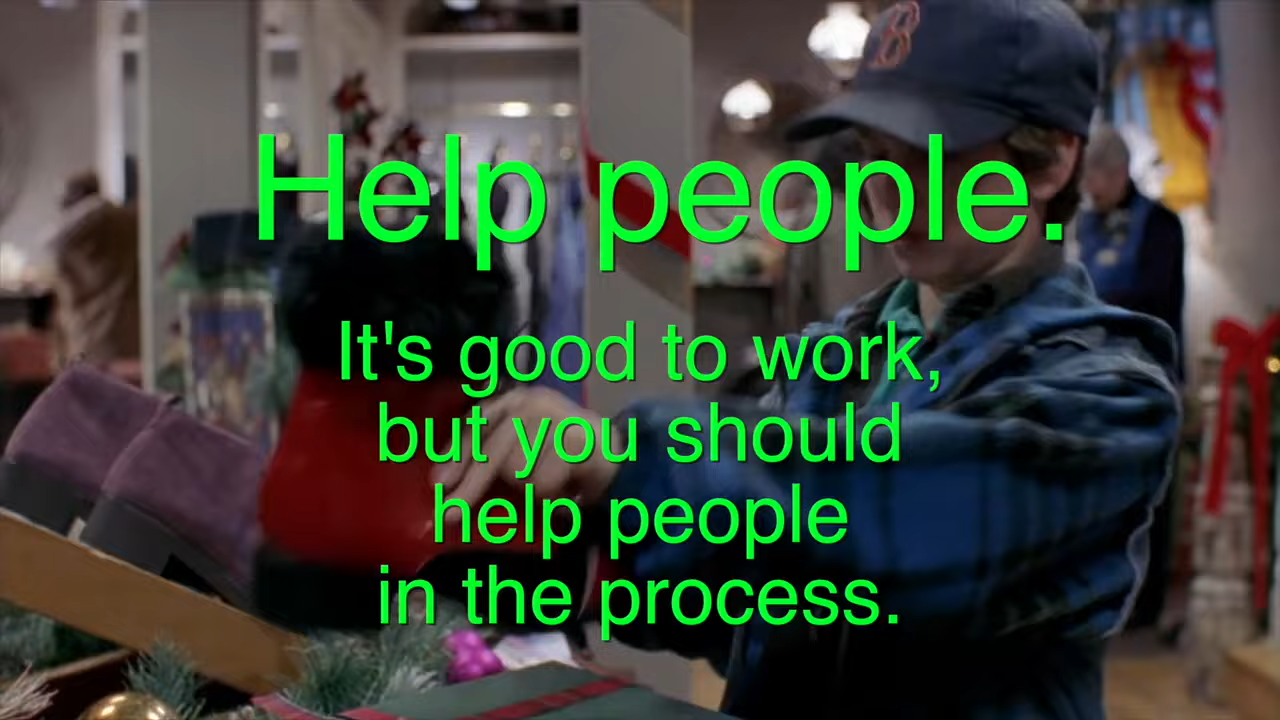 B
Help people.
It's good to work,
but you should
help people
in the process.